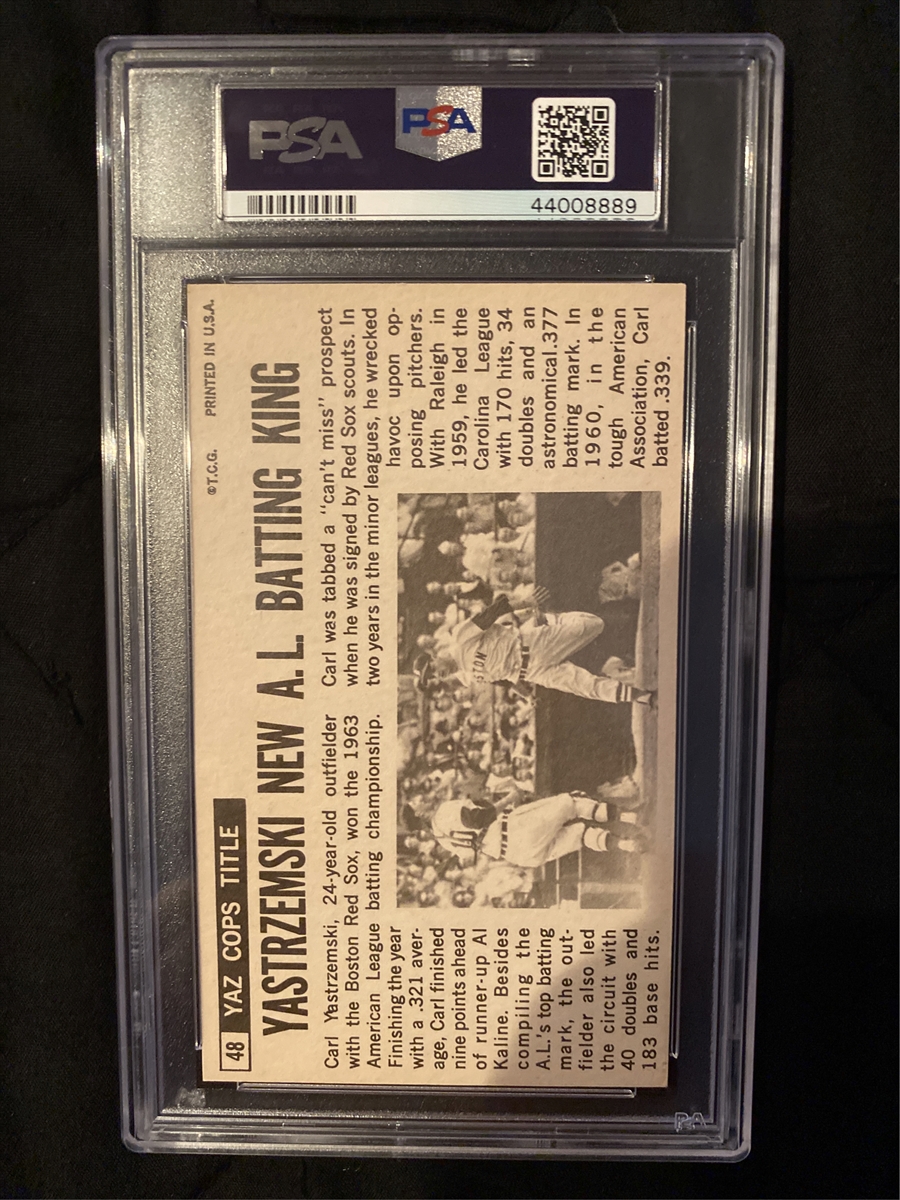 PSA
PSA
44008889
©T.C.G. PRINTED IN U.S.A.
48 YAZ COPS TITLE
YASTRZEMSKI NEW A. L. BATTING KING
Carl Yastrzemski, 24-year-old outfielder
with the Boston Red Sox, won the 1963
American League batting championship.
Finishing the year
with a .321 aver-
age, Carl finished
nine points ahead
of runner-up Al
Kaline. Besides
compiling the
A.L.'s top batting
mark, the out-
fielder also led
the circuit with
40 doubles and
183 base hits.
Carl was tabbed a "can't miss" prospect
when he was signed by Red Sox scouts. In
two years in the minor leagues, he wrecked
havoc upon op-
posing pitchers.
With Raleigh in
1959, he led the
Carolina League
with 170 hits, 34
doubles and an
astronomical.377
batting mark. In
1960, in the
tough American
Association, Carl
batted .339.
STON
PSA